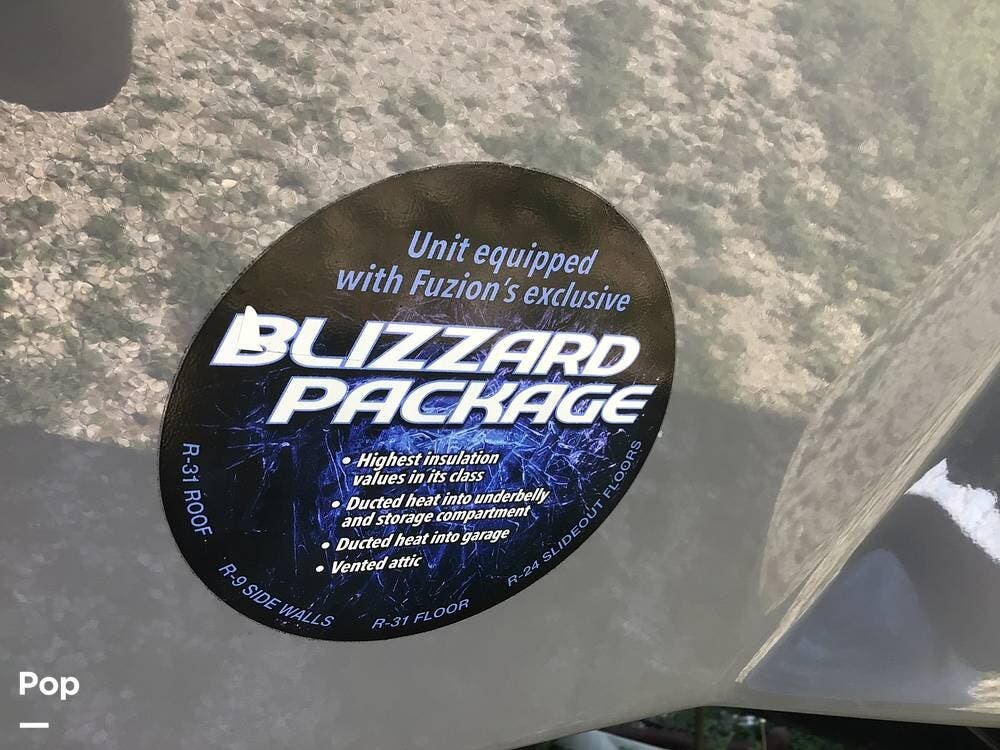 Unit equipped
with Fuzion's exclusive
BLIZZARD
PACKAGE
• Highest insulation
values in its class
• Ducted heat into underbelly
and storage compartment
• Ducted heat into garage
• Vented attic
R-31 ROOF
R-9 SIDE WALLS
R-31 FLOOR
R-24 SLIDEOUT FLOORS
Pop